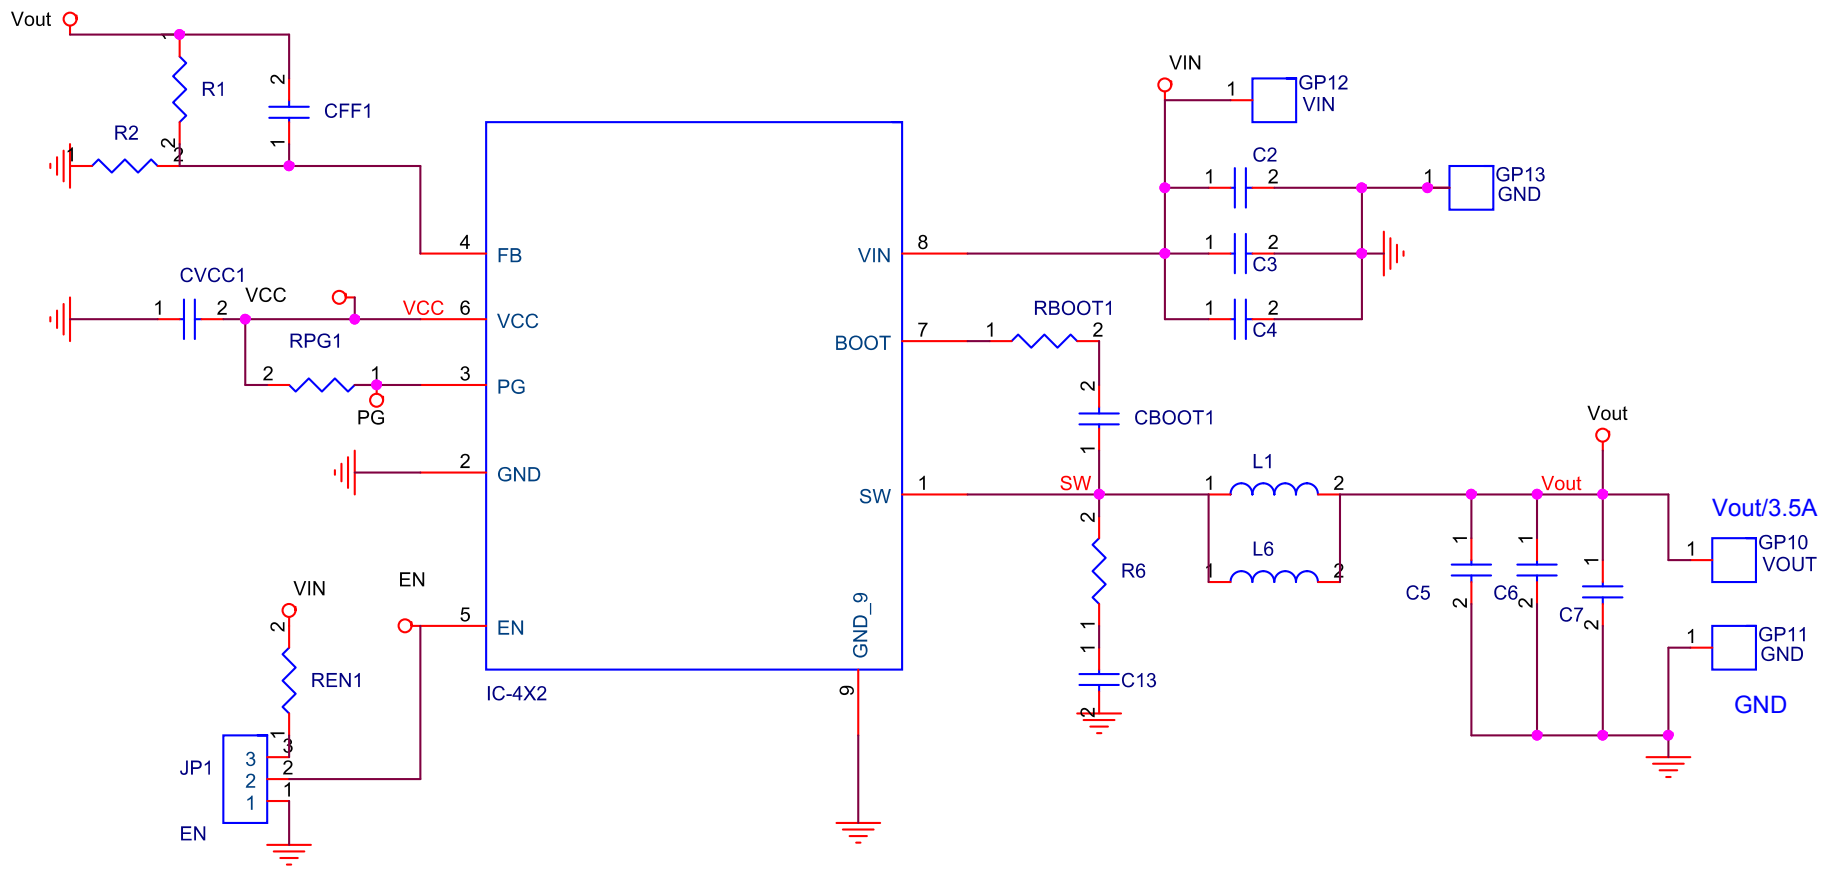 Vout
1
R1
2
CFF1
R2
1
2
2
1
VIN
1
GP12
VIN
C2
1
2
1
GP13
GND
4
FB
VIN
8
1
2
C3
CVCC1
1
2
VCC
VCC
6
VCC
1
2
C4
RPG1
2
1
PG
3
PG
BOOT
7
1
RBOOT1
2
2
CBOOT1
1
2
GND
SW
1
SW
L1
1
2
L6
1
2
Vout
Vout
Vout/3.5A
1
GP10
VOUT
2
R6
1
1
C13
2
C5
1
2
C6
1
2
C7
1
2
1
GP11
GND
GND
VIN
2
REN1
1
EN
5
EN
GND_9
9
IC-4X2
JP1
3
3
2
2
1
1
EN